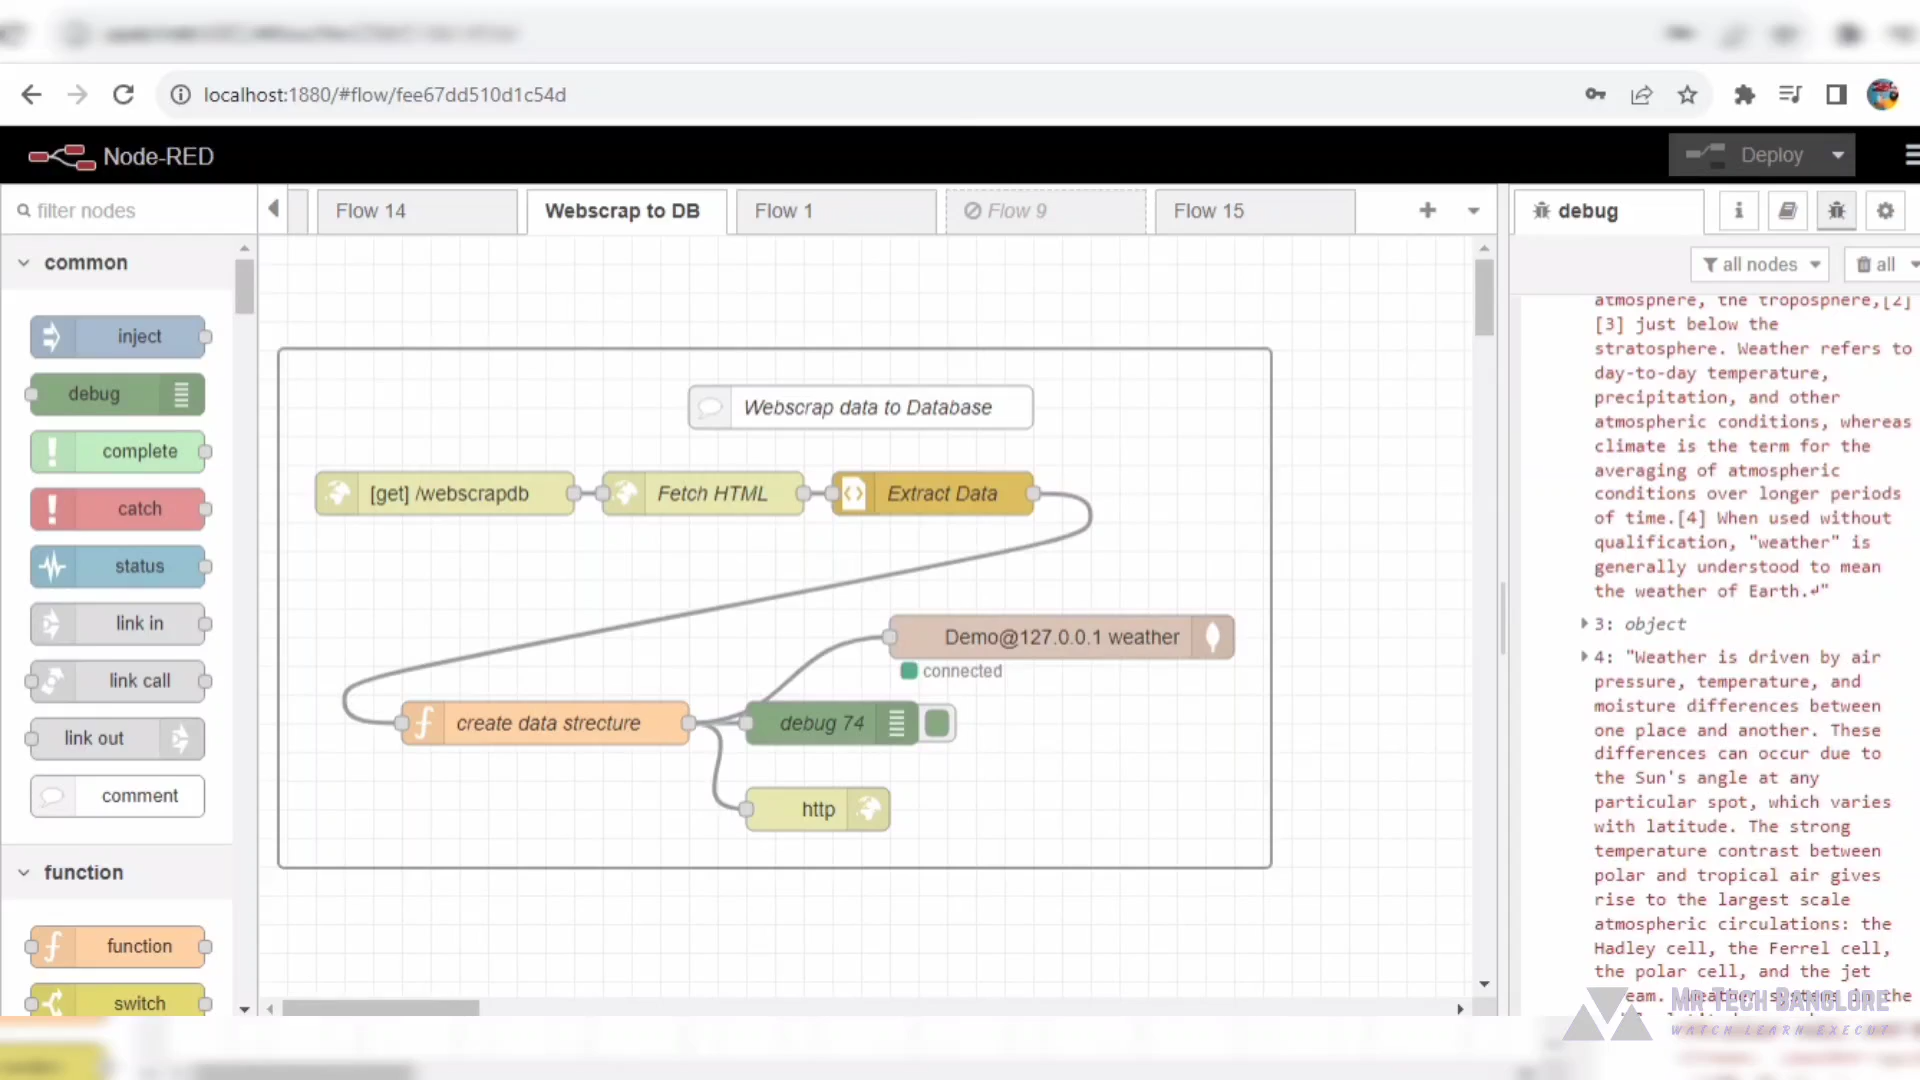 localhost:1880/#flow/fee67dd510d1c54d
Node-RED
Deploy
filter nodes
Flow 14
Webscrap to DB
Flow 1
Flow 9
Flow 15
debug
all nodes
all
common
inject
debug
complete
catch
status
link in
link call
link out
comment
function
function
switch
Webscrap data to Database
[get] /webscrapdb
Fetch HTML
Extract Data
Demo@127.0.0.1 weather
connected
create data strecture
debug 74
http
atmosphere, the troposphere,[2]
[3] just below the
stratosphere. Weather refers to
day-to-day temperature,
precipitation, and other
atmospheric conditions, whereas
climate is the term for the
averaging of atmospheric
conditions over longer periods
of time.[4] When used without
qualification, "weather" is
generally understood to mean
the weather of Earth.↵"
3: object
4: "Weather is driven by air
pressure, temperature, and
moisture differences between
one place and another. These
differences can occur due to
the Sun's angle at any
particular spot, which varies
with latitude. The strong
temperature contrast between
polar and tropical air gives
rise to the largest scale
atmospheric circulations: the
Hadley cell, the Ferrel cell,
the polar cell, and the jet
Mr Tech Banglore
WATCH LEARN EXECUT